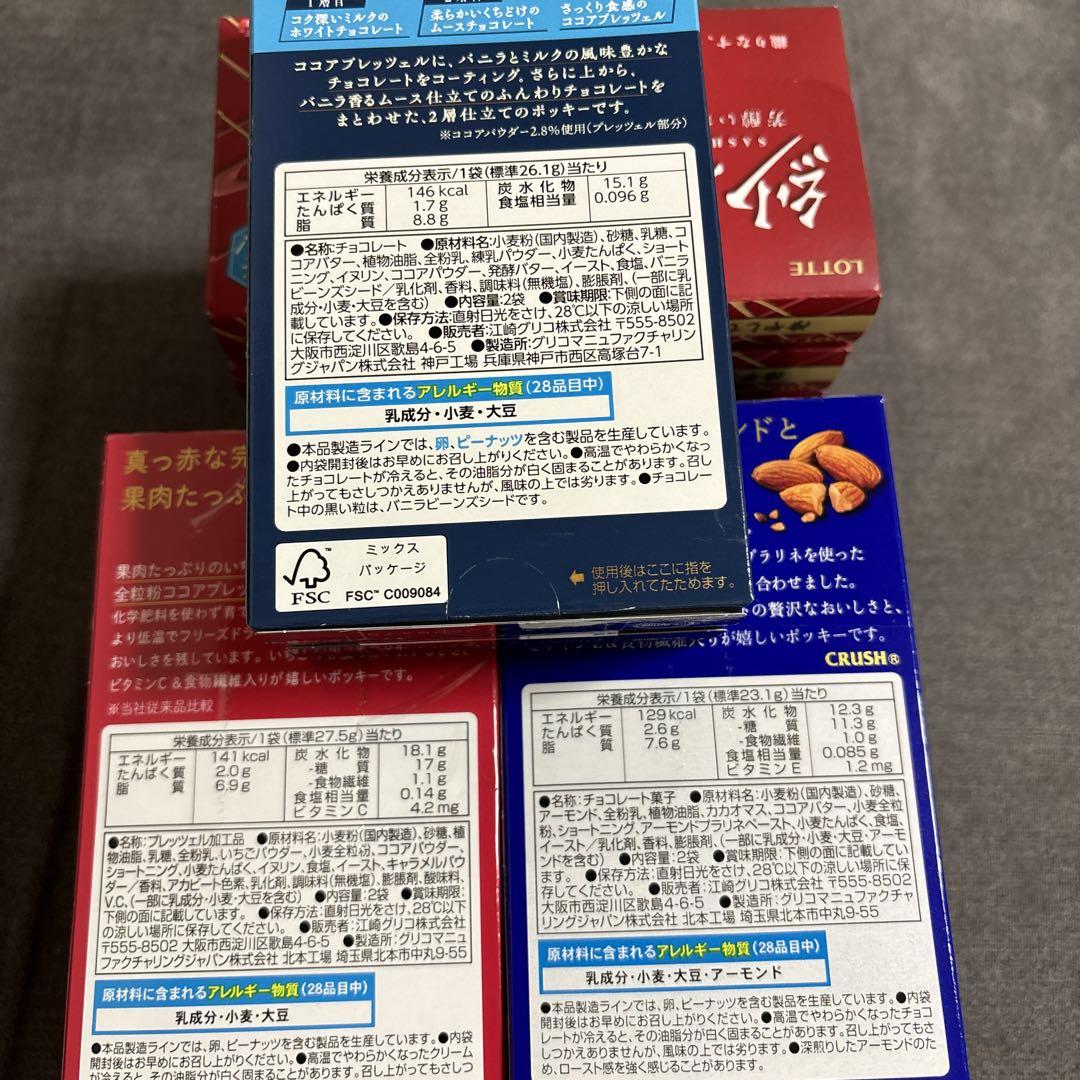 1層目
コク深いミルクの
ホワイトチョコレート
柔らかいくちどけの
ムースチョコレート
さっくり食感の
ココアプレッツェル
ココアプレッツェルに、バニラとミルクの風味豊かな
チョコレートをコーティング。さらに上から、
バニラ香るムース仕立てのふんわりチョコレートを
まとわせた、2層仕立てのポッキーです。
※ココアパウダー2.8%使用(プレッツェル部分)
栄養成分表示/1袋(標準26.1g)当たり
エネルギー 146 kcal 炭水化物 15.1 g
たんぱく質 1.7 g 食塩相当量 0.096 g
脂質 8.8 g
●名称:チョコレート ●原材料名:小麦粉(国内製造)、砂糖、乳糖、コ
コアバター、植物油脂、全粉乳、練乳パウダー、小麦たんぱく、ショート
ニング、イヌリン、ココアパウダー、発酵バター、イースト、食塩、バニラ
ビーンズシード/乳化剤、香料、調味料(無機塩)、膨脹剤、(一部に乳
成分・小麦・大豆を含む) ●内容量:2袋 ●賞味期限:下側の面に記
載しています。●保存方法:直射日光をさけ、28℃以下の涼しい場所
に保存してください。 ●販売者:江崎グリコ株式会社 〒555-8502
大阪市西淀川区歌島4-6-5 ●製造所:グリコマニュファクチャリン
グジャパン株式会社 神戸工場 兵庫県神戸市西区高塚台7-1
原材料に含まれるアレルギー物質(28品目中)
乳成分・小麦・大豆
●本品製造ラインでは、卵、ピーナッツを含む製品を生産しています。
●内袋開封後はお早めにお召し上がりください。●高温でやわらかくなっ
たチョコレートが冷えると、その油脂分が白く固まることがあります。召し
上がってもさしつかえありませんが、風味の上では劣ります。●チョコレー
ト中の黒い粒は、バニラビーンズシードです。
FSC
ミックス
パッケージ
FSC™ C009084
使用後はここに指を
押し入れてたためます。
織りなす、
芳醇い
SASH
紗
LOTTE
真っ赤な完
果肉たっぷ
果肉たっぷりのいち
全粒粉ココアプレッ
化学肥料を使わず育て
より低温でフリーズドラ
おいしさを残しています。いちご
ビタミンC&食物繊維入りが嬉しいポッキーです。
※当社従来品比較
栄養成分表示/1袋(標準27.5g)当たり
エネルギー 141 kcal 炭水化物 18.1 g
たんぱく質 2.0 g -糖質 17 g
脂質 6.9 g -食物繊維 1.1 g
食塩相当量 0.14 g
ビタミンC 4.2 mg
●名称:プレッツェル加工品 ●原材料名:小麦粉(国内製造)、砂糖、植
物油脂、乳糖、全粉乳、いちごパウダー、小麦全粒粉、ココアパウダー、
ショートニング、小麦たんぱく、イヌリン、食塩、イースト、キャラメルパウ
ダー/香料、アカビート色素、乳化剤、調味料(無機塩)、膨脹剤、酸味料、
V.C、(一部に乳成分・小麦・大豆を含む) ●内容量:2袋 ●賞味期限:
下側の面に記載しています。 ●保存方法:直射日光をさけ、28℃以下
の涼しい場所に保存してください。 ●販売者:江崎グリコ株式会社
〒555-8502 大阪市西淀川区歌島4-6-5 ●製造所:グリコマニュ
ファクチャリングジャパン株式会社 北本工場 埼玉県北本市中丸9-55
原材料に含まれるアレルギー物質(28品目中)
乳成分・小麦・大豆
●本品製造ラインでは、卵、ピーナッツを含む製品を生産しています。●内袋
開封後はお早めにお召し上がりください。●高温でやわらかくなったクリーム
が冷えると、その油脂分が白く固まることがあります。召し上がってもさしつ
ンドと
プラリネを使った
合わせました。
の贅沢なおいしさと、
&食物繊維入りが嬉しいポッキーです。
CRUSH®
栄養成分表示/1袋(標準23.1g)当たり
エネルギー 129 kcal 炭水化物 12.3 g
たんぱく質 2.6 g -糖質 11.3 g
脂質 7.6 g -食物繊維 1.0 g
食塩相当量 0.085 g
ビタミンE 1.2 mg
●名称:チョコレート菓子 ●原材料名:小麦粉(国内製造)、砂糖、
アーモンド、全粉乳、植物油脂、カカオマス、ココアバター、小麦全粒
粉、ショートニング、アーモンドプラリネペースト、小麦たんぱく、食塩、
イースト/乳化剤、香料、膨脹剤、(一部に乳成分・小麦・大豆・アーモ
ンドを含む) ●内容量:2袋 ●賞味期限:下側の面に記載してい
ます。 ●保存方法:直射日光をさけ、28℃以下の涼しい場所に保
存してください。 ●販売者:江崎グリコ株式会社 〒555-8502
大阪市西淀川区歌島4-6-5 ●製造所:グリコマニュファクチャ
リングジャパン株式会社 北本工場 埼玉県北本市中丸9-55
原材料に含まれるアレルギー物質(28品目中)
乳成分・小麦・大豆・アーモンド
●本品製造ラインでは、卵、ピーナッツを含む製品を生産しています。●内袋
開封後はお早めにお召し上がりください。●高温でやわらかくなったチョコ
レートが冷えると、その油脂分が白く固まることがあります。召し上がってもさ
しつかえありませんが、風味の上では劣ります。●深煎りしたアーモンドのた
め、ロースト感を強く感じることがあります。